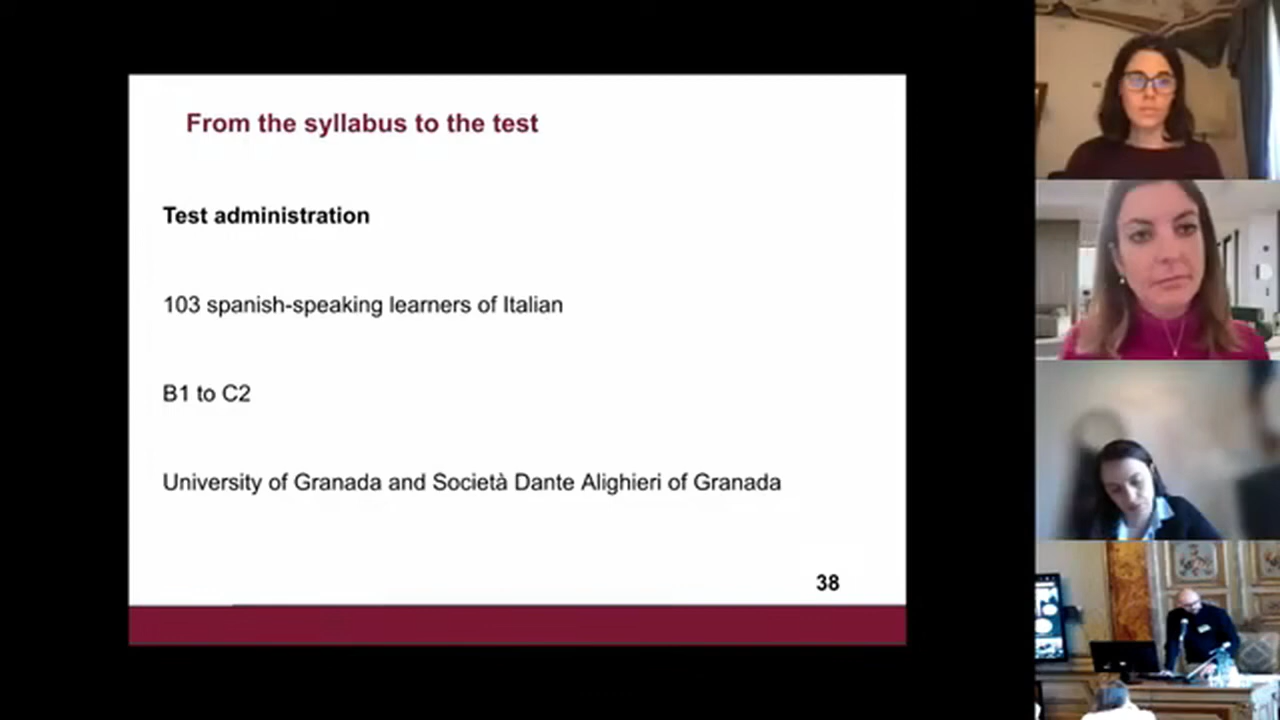 From the syllabus to the test
Test administration
103 spanish-speaking learners of Italian
B1 to C2
University of Granada and Società Dante Alighieri of Granada
38